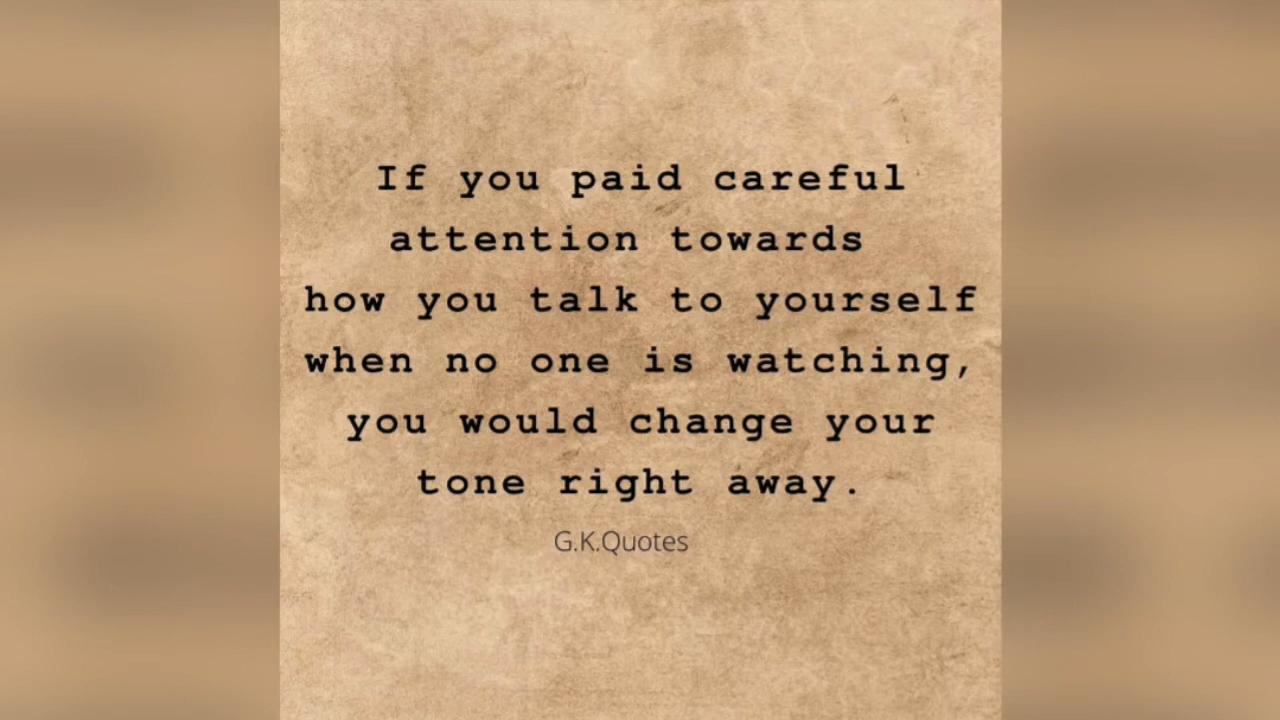 If you paid careful
attention towards
how you talk to yourself
when no one is watching,
you would change your
tone right away.
G.K.Quotes